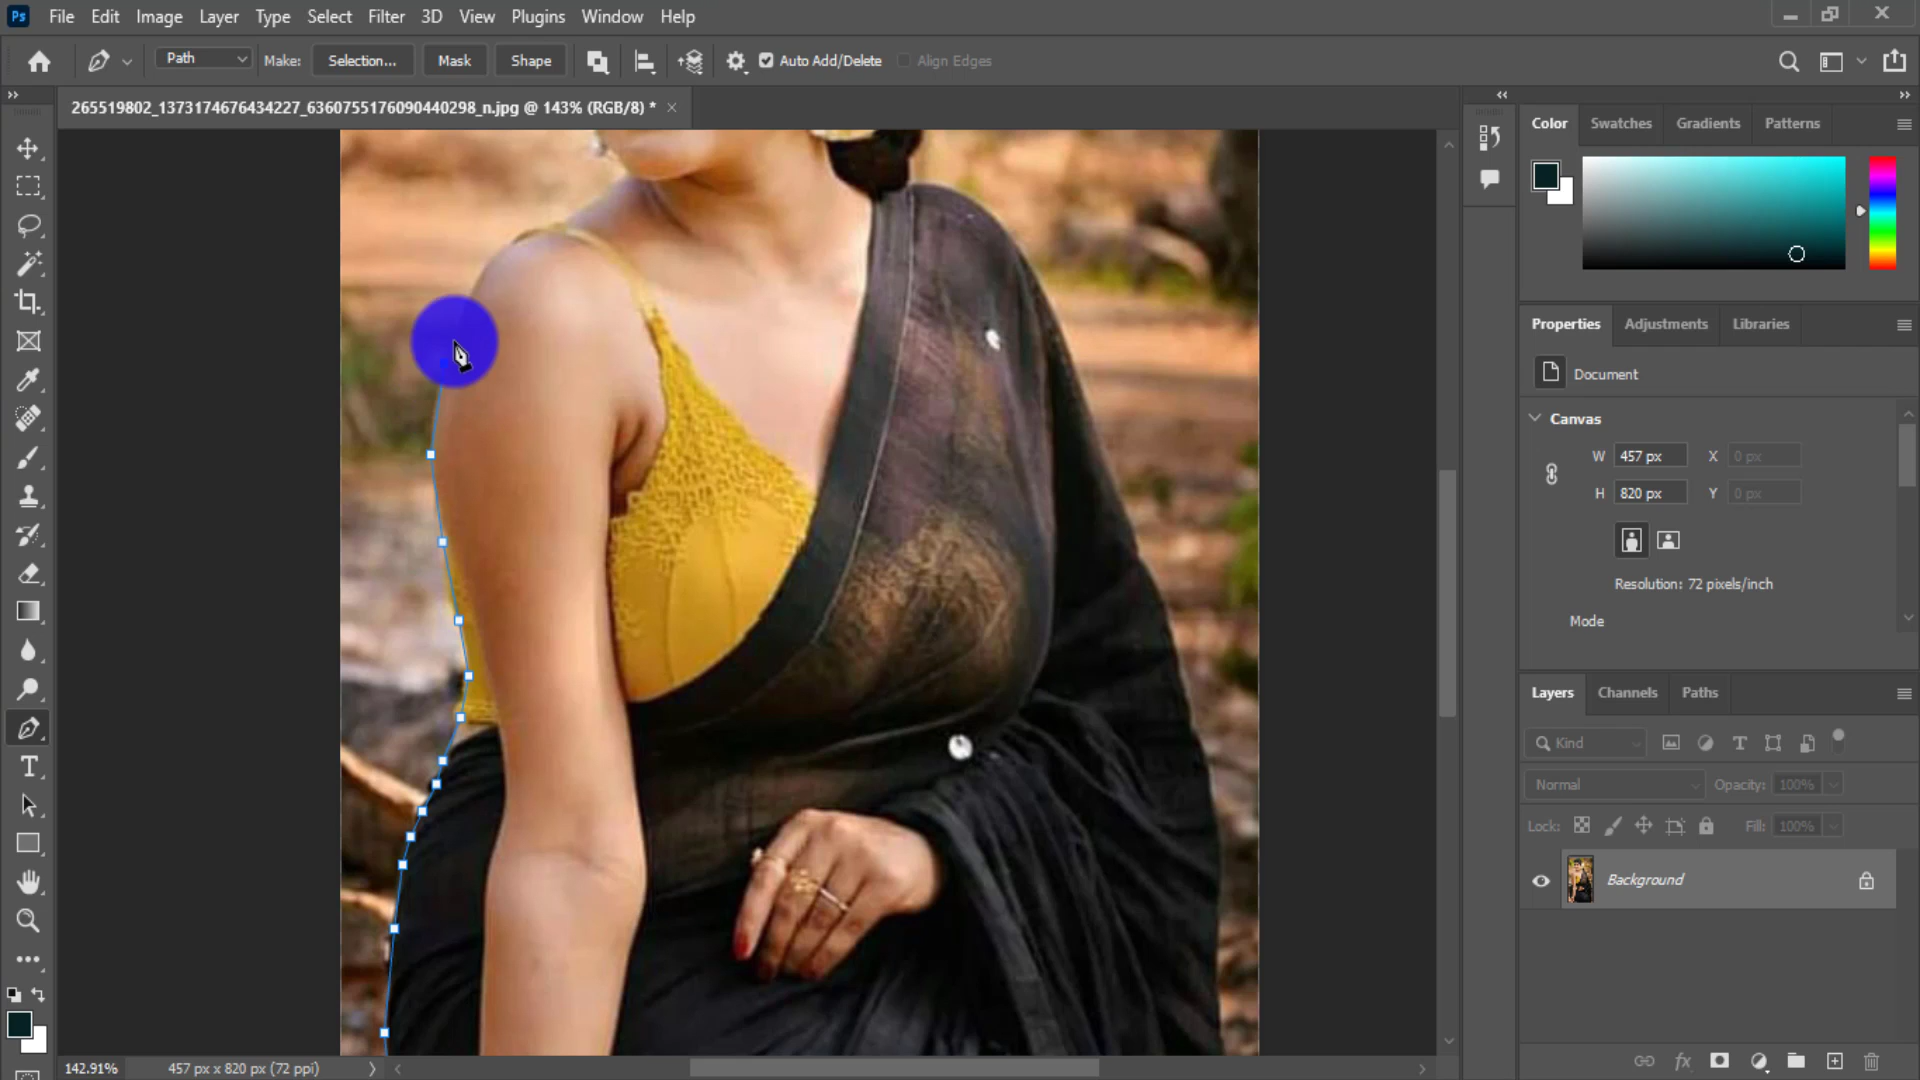 Ps File Edit Image Layer Type Select Filter 3D View Plugins Window Help
Path Make: Selection... Mask Shape Auto Add/Delete Align Edges
265519802_1373174676434227_6360755176090440298_n.jpg @ 143% (RGB/8) * ×
Color Swatches Gradients Patterns
Properties Adjustments Libraries
Document
Canvas
W 457 px X 0 px
H 820 px Y 0 px
Resolution: 72 pixels/inch
Mode
Layers Channels Paths
Kind
Normal Opacity: 100%
Lock: Fill: 100%
Background
142.91% 457 px x 820 px (72 ppi)